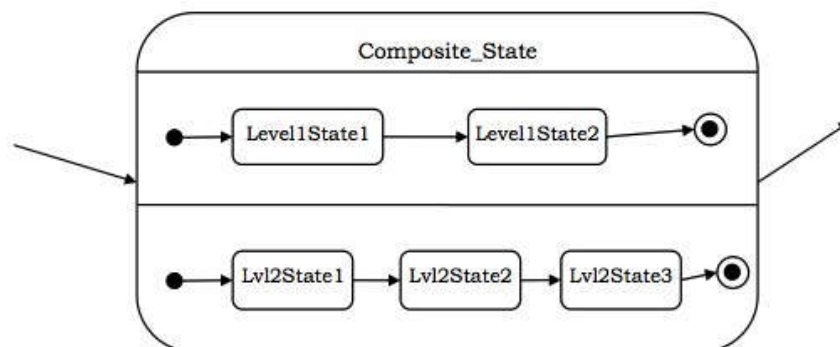 Composite_State
Level1State1
Level1State2
Lvl2State1
Lvl2State2
Lvl2State3